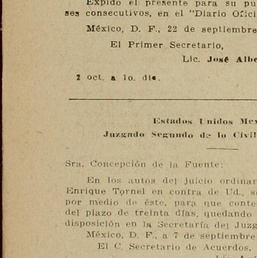 Expido el presente para su pu
ses consecutivos, en el "Diario Ofici
México, D. F., 22 de septiembre
El Primer Secretario,
Lic. José Albe
2 oct. a 1o. dic.
Estados Unidos Mex
Juzgado Segundo de lo Civil
Sra. Concepción de la Fuente:
En los autos del juicio ordinar
Enrique Tornel en contra de Ud., se
por medio de éste, para que conte
del plazo de treinta días, quedando
disposición en la Secretaría del Juzg
México, D. F., a 7 de septiembre
El C. Secretario de Acuerdos,